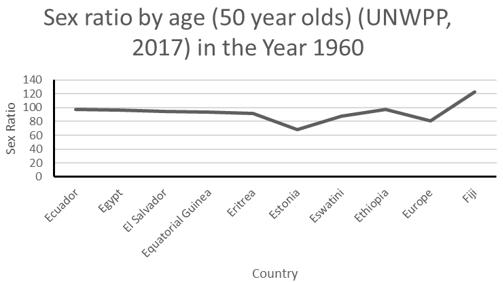 Sex ratio by age (50 year olds) (UNWPP,
2017) in the Year 1960
140
120
100
80
60
40
20
0
Sex Ratio
Ecuador
Egypt
El Salvador
Equatorial Guinea
Eritrea
Estonia
Eswatini
Ethiopia
Europe
Fiji
Country